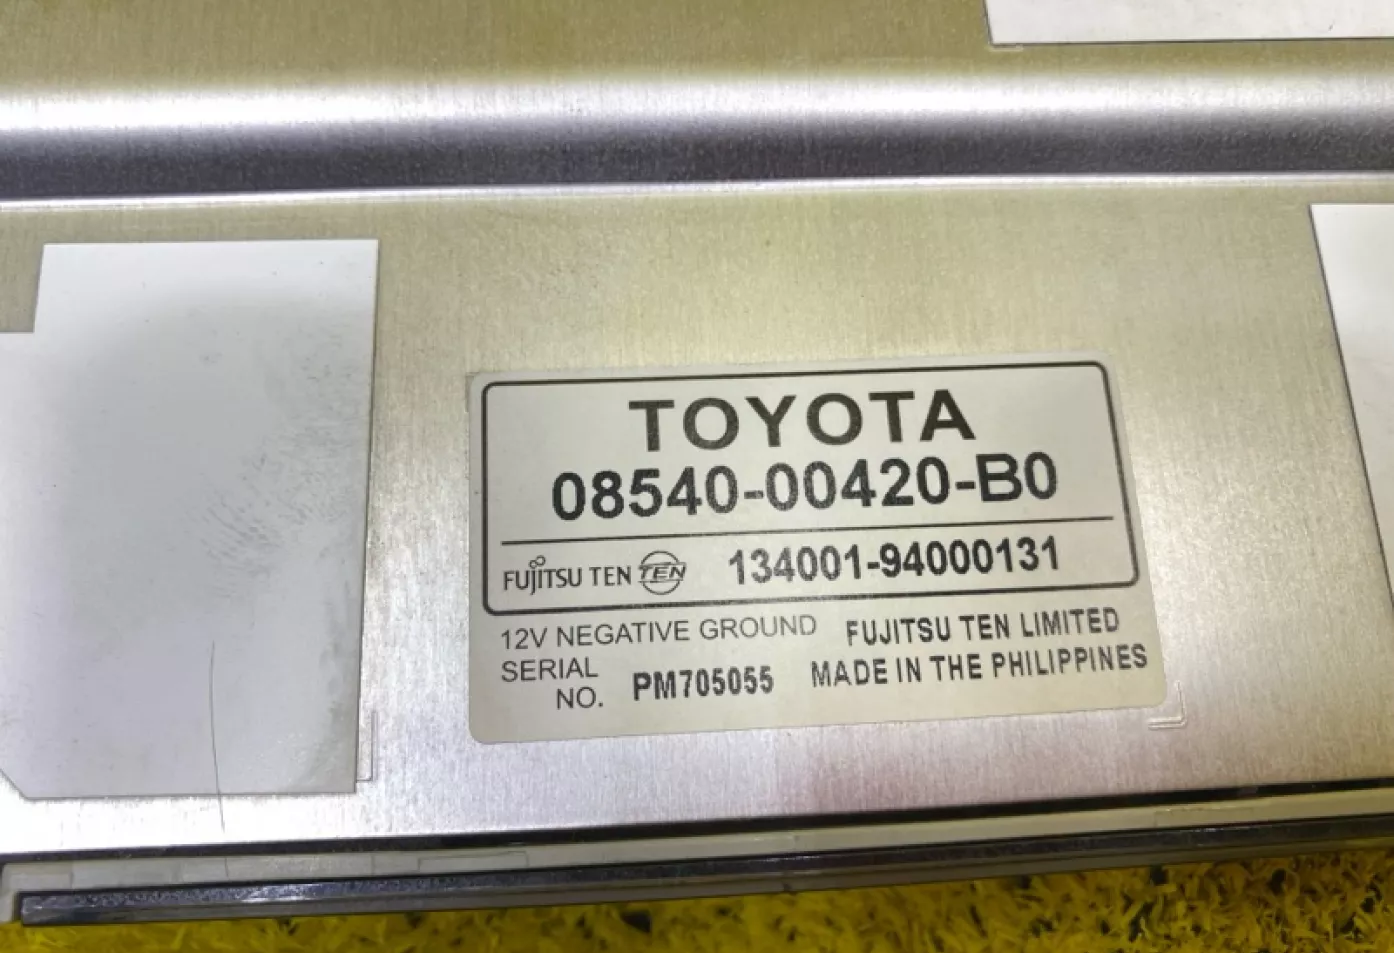 TOYOTA
08540-00420-B0
FUJITSU TEN TEN 134001-94000131
12V NEGATIVE GROUND FUJITSU TEN LIMITED
SERIAL NO. PM705055 MADE IN THE PHILIPPINES